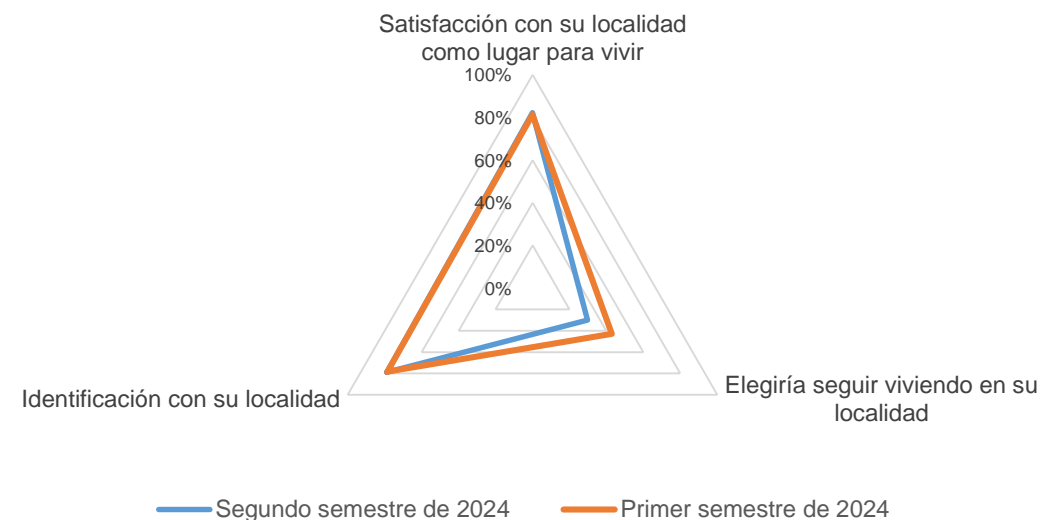 Satisfacción con su localidad
como lugar para vivir
100%
80%
60%
40%
20%
0%
Identificación con su localidad
Elegiría seguir viviendo en su
localidad
Segundo semestre de 2024
Primer semestre de 2024